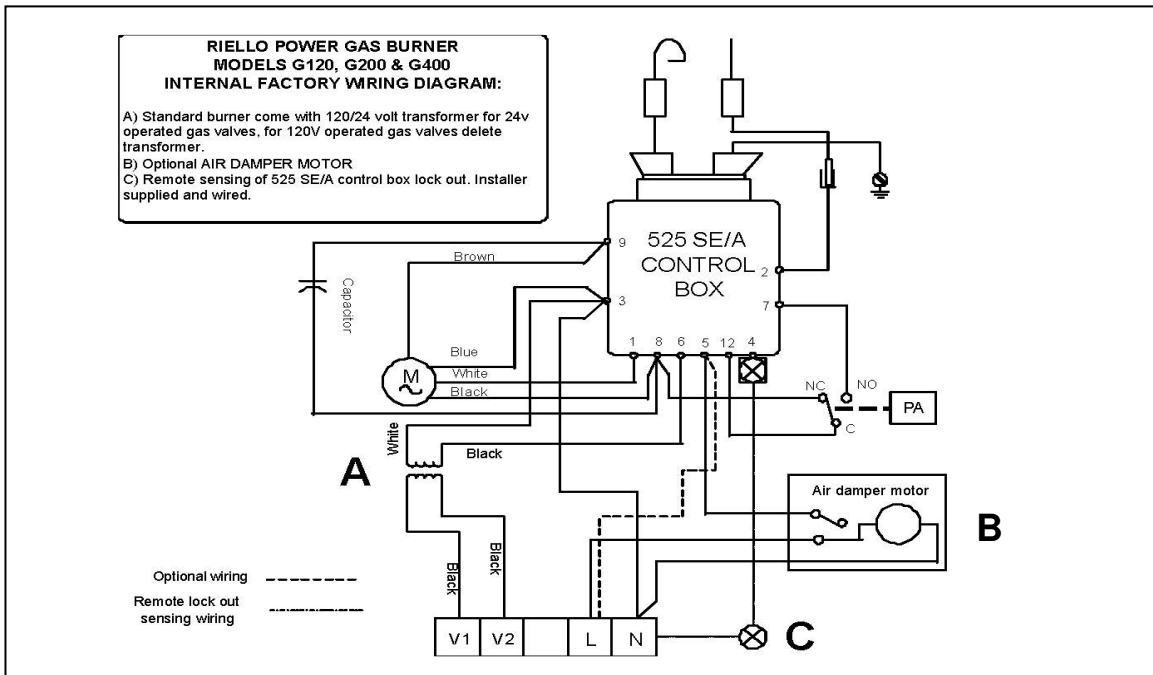 RIELLO POWER GAS BURNER
MODELS G120, G200 & G400
INTERNAL FACTORY WIRING DIAGRAM:
A) Standard burner come with 120/24 volt transformer for 24v
operated gas valves, for 120V operated gas valves delete
transformer.
B) Optional AIR DAMPER MOTOR
C) Remote sensing of 525 SE/A control box lock out. Installer
supplied and wired.
525 SE/A
CONTROL
BOX
9
3
2
7
1
8
6
5
12
4
Brown
Capacitor
Blue
White
Black
M
NC
NO
C
PA
White
Black
A
Air damper motor
B
Black
Black
Optional wiring
Remote lock out
sensing wiring
V1
V2
L
N
C